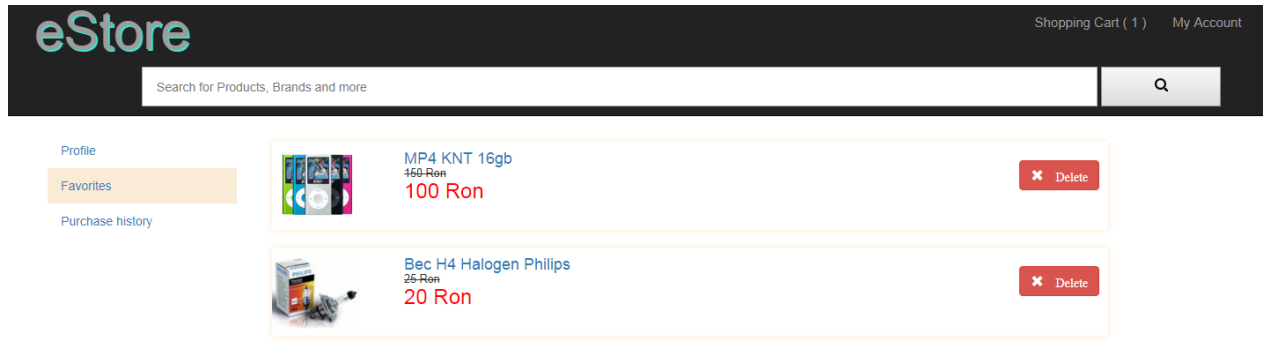 eStore
Shopping Cart ( 1 ) My Account
Search for Products, Brands and more
Profile
Favorites
Purchase history
MP4 KNT 16gb
150 Ron
100 Ron
Delete
Bec H4 Halogen Philips
25 Ron
20 Ron
Delete